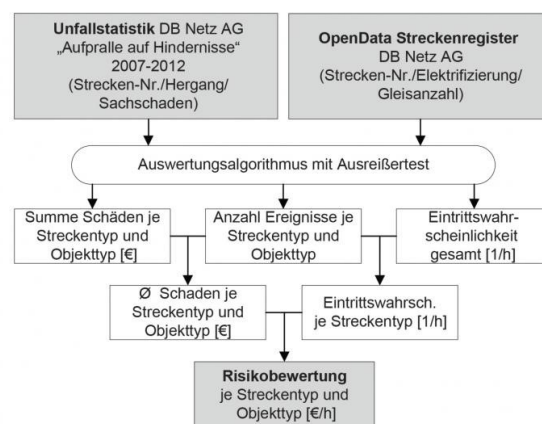 Unfallstatistik DB Netz AG
„Aufpralle auf Hindernisse“
2007-2012
(Strecken-Nr./Hergang/
Sachschaden)
OpenData Streckenregister
DB Netz AG
(Strecken-Nr./Elektrifizierung/
Gleisanzahl)
Auswertungsalgorithmus mit Ausreißertest
Summe Schäden je
Streckentyp und
Objekttyp [€]
Anzahl Ereignisse je
Streckentyp und
Objekttyp
Eintrittswahr-
scheinlichkeit
gesamt [1/h]
Ø Schaden je
Streckentyp und
Objekttyp [€]
Eintrittswahrsch.
je Streckentyp [1/h]
Risikobewertung
je Streckentyp und
Objekttyp [€/h]